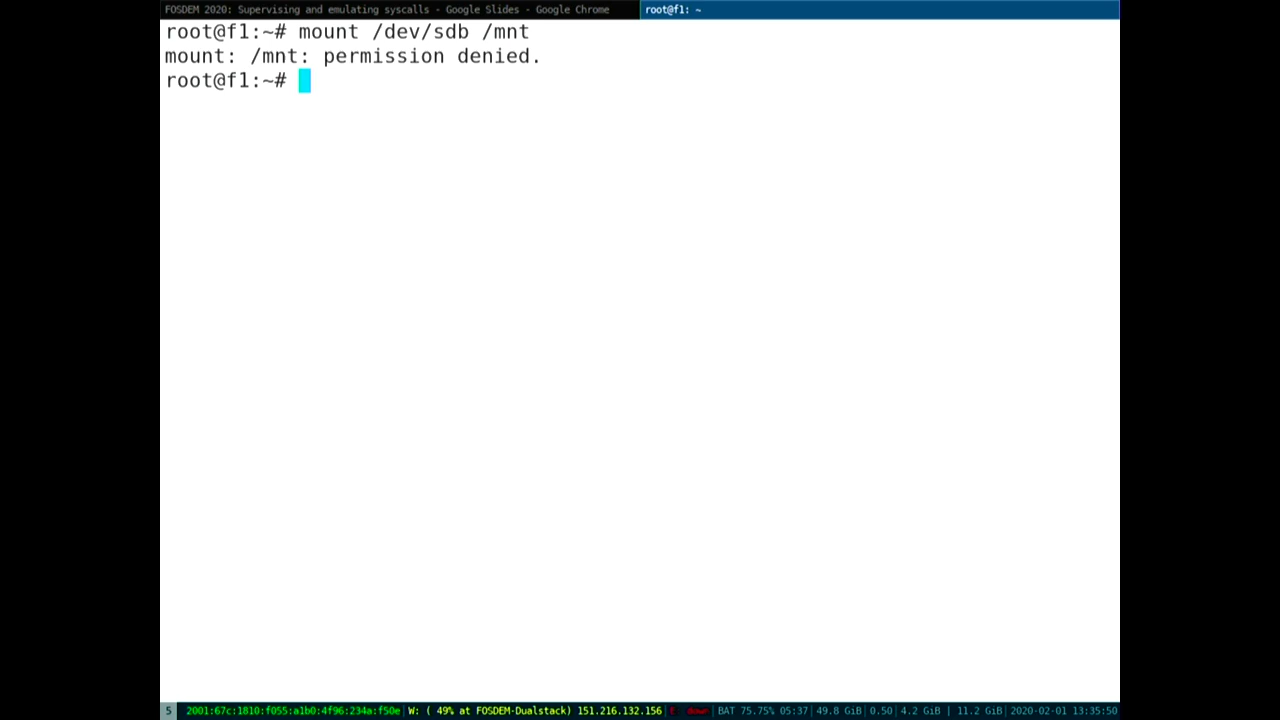 FOSDEM 2020: Supervising and emulating syscalls - Google Slides - Google Chrome
root@f1: ~
root@f1:~# mount /dev/sdb /mnt
mount: /mnt: permission denied.
root@f1:~#
5 2001:67c:1810:f055:a1b0:4f96:234a:f50e W: ( 49% at FOSDEM-Dualstack) 151.216.132.156 E: down BAT 75.75% 05:37 49.8 GiB 0.50 4.2 GiB | 11.2 GiB 2020-02-01 13:35:50